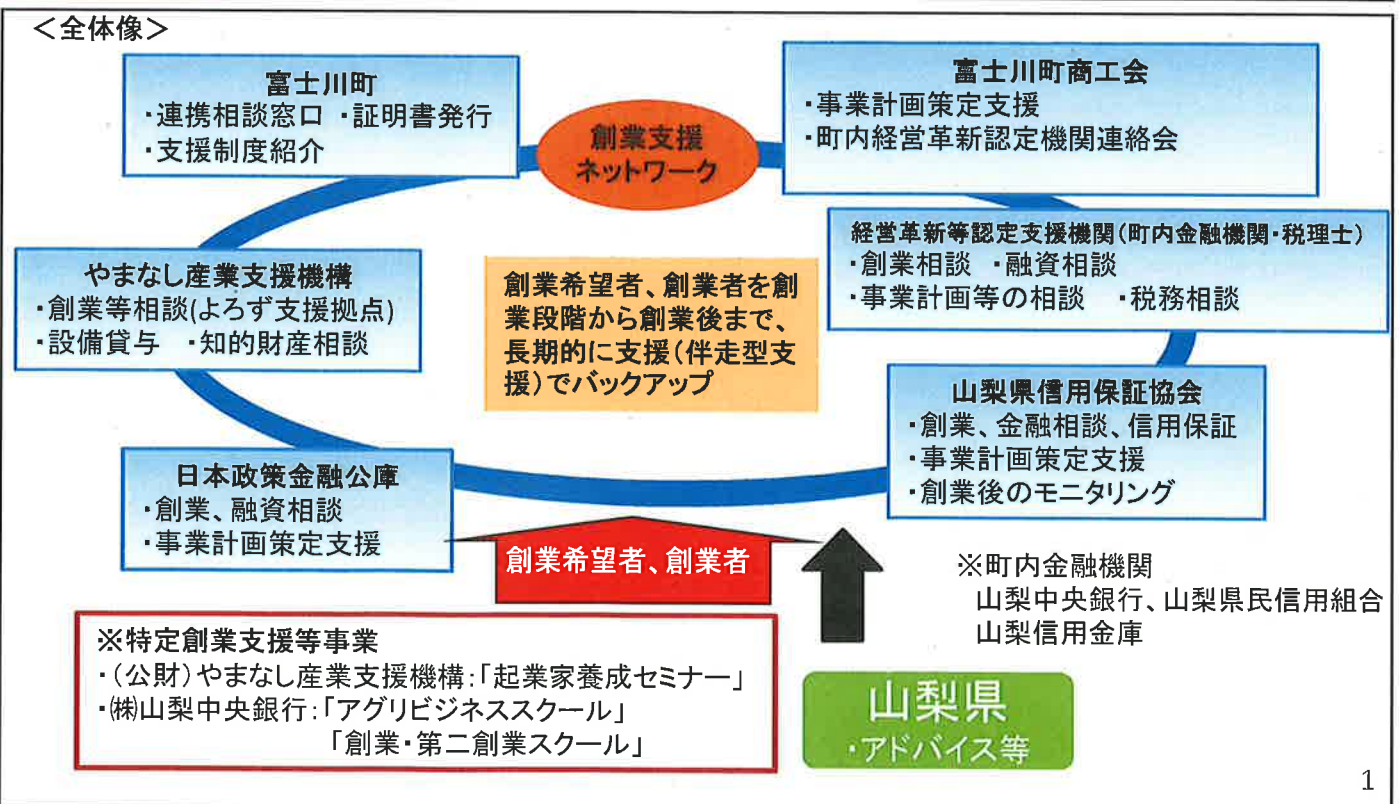 ＜全体像＞
富士川町
・連携相談窓口 ・証明書発行
・支援制度紹介
創業支援
ネットワーク
富士川町商工会
・事業計画策定支援
・町内経営革新認定機関連絡会
やまなし産業支援機構
・創業等相談(よろず支援拠点)
・設備貸与 ・知的財産相談
創業希望者、創業者を創
業段階から創業後まで、
長期的に支援(伴走型支
援)でバックアップ
経営革新等認定支援機関(町内金融機関・税理士)
・創業相談 ・融資相談
・事業計画等の相談 ・税務相談
山梨県信用保証協会
・創業、金融相談、信用保証
・事業計画策定支援
・創業後のモニタリング
日本政策金融公庫
・創業、融資相談
・事業計画策定支援
創業希望者、創業者
※町内金融機関
山梨中央銀行、山梨県民信用組合
山梨信用金庫
※特定創業支援等事業
・(公財)やまなし産業支援機構:「起業家養成セミナー」
・㈱山梨中央銀行:「アグリビジネススクール」
「創業・第二創業スクール」
山梨県
・アドバイス等
1